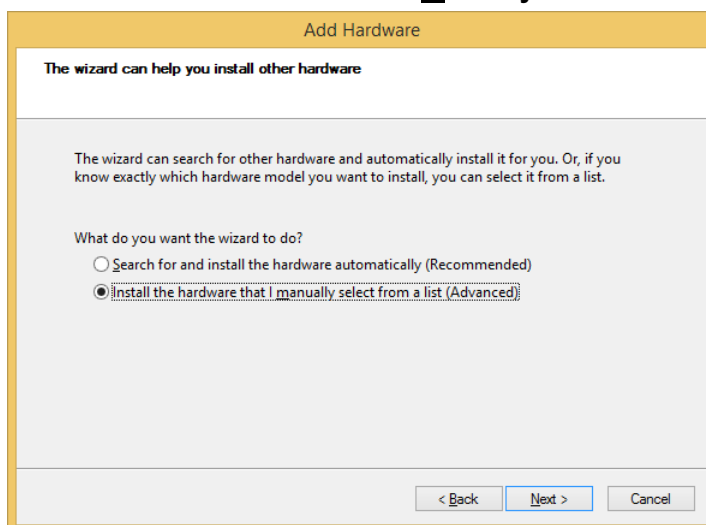 Add Hardware
The wizard can help you install other hardware
The wizard can search for other hardware and automatically install it for you. Or, if you
know exactly which hardware model you want to install, you can select it from a list.
What do you want the wizard to do?
Search for and install the hardware automatically (Recommended)
Install the hardware that I manually select from a list (Advanced)
< Back Next > Cancel